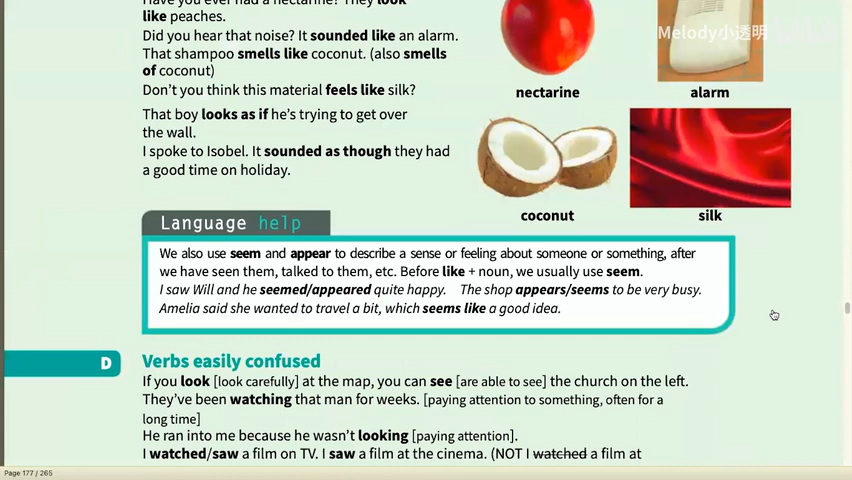 Have you ever had a nectarine? They look
like peaches.
Did you hear that noise? It sounded like an alarm.
That shampoo smells like coconut. (also smells
of coconut)
Don't you think this material feels like silk?
That boy looks as if he's trying to get over
the wall.
I spoke to Isobel. It sounded as though they had
a good time on holiday.
Melody小透明
nectarine
alarm
coconut
silk
Language help
We also use seem and appear to describe a sense or feeling about someone or something, after
we have seen them, talked to them, etc. Before like + noun, we usually use seem.
I saw Will and he seemed/appeared quite happy. The shop appears/seems to be very busy.
Amelia said she wanted to travel a bit, which seems like a good idea.
D
Verbs easily confused
If you look [look carefully] at the map, you can see [are able to see] the church on the left.
They've been watching that man for weeks. [paying attention to something, often for a
long time]
He ran into me because he wasn't looking [paying attention].
I watched/saw a film on TV. I saw a film at the cinema. (NOT I watched a film at
Page 177 / 265